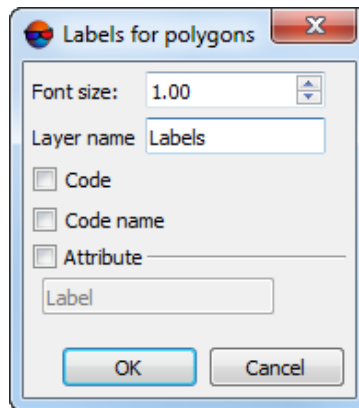 Labels for polygons
Font size: 1.00
Layer name Labels
Code
Code name
Attribute
Label
OK Cancel